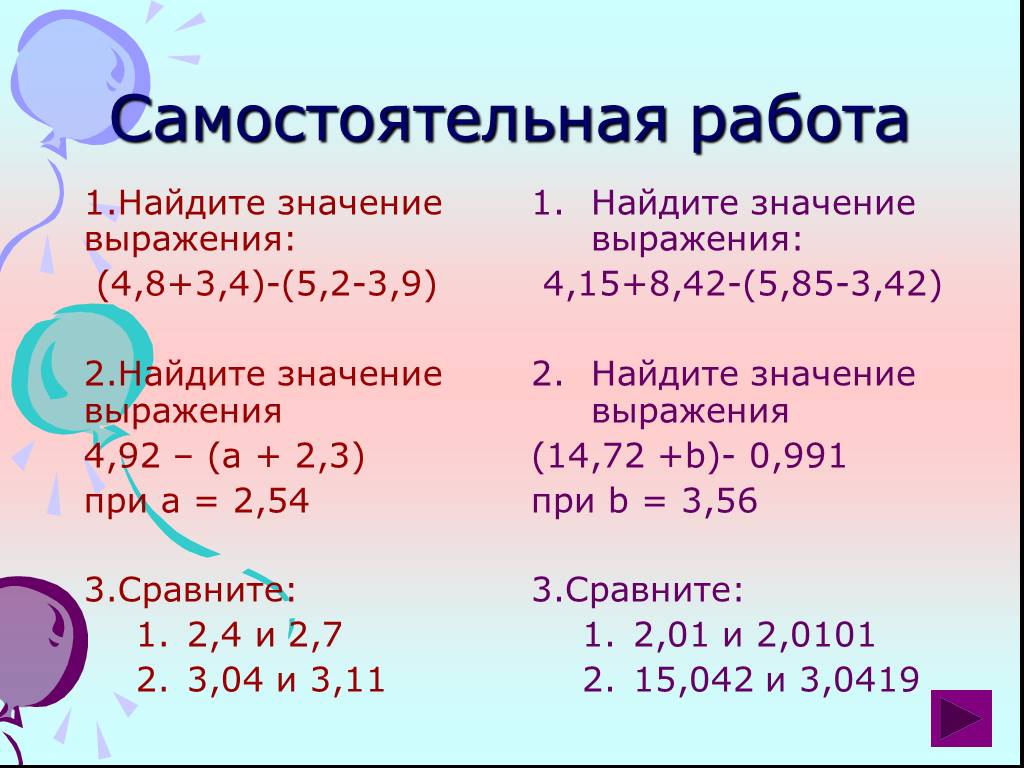 Самостоятельная работа
1.Найдите значение
выражения:
(4,8+3,4)-(5,2-3,9)
2.Найдите значение
выражения
4,92 – (а + 2,3)
при а = 2,54
3.Сравните:
1. 2,4 и 2,7
2. 3,04 и 3,11
1. Найдите значение
выражения:
4,15+8,42-(5,85-3,42)
2. Найдите значение
выражения
(14,72 +b)- 0,991
при b = 3,56
3.Сравните:
1. 2,01 и 2,0101
2. 15,042 и 3,0419